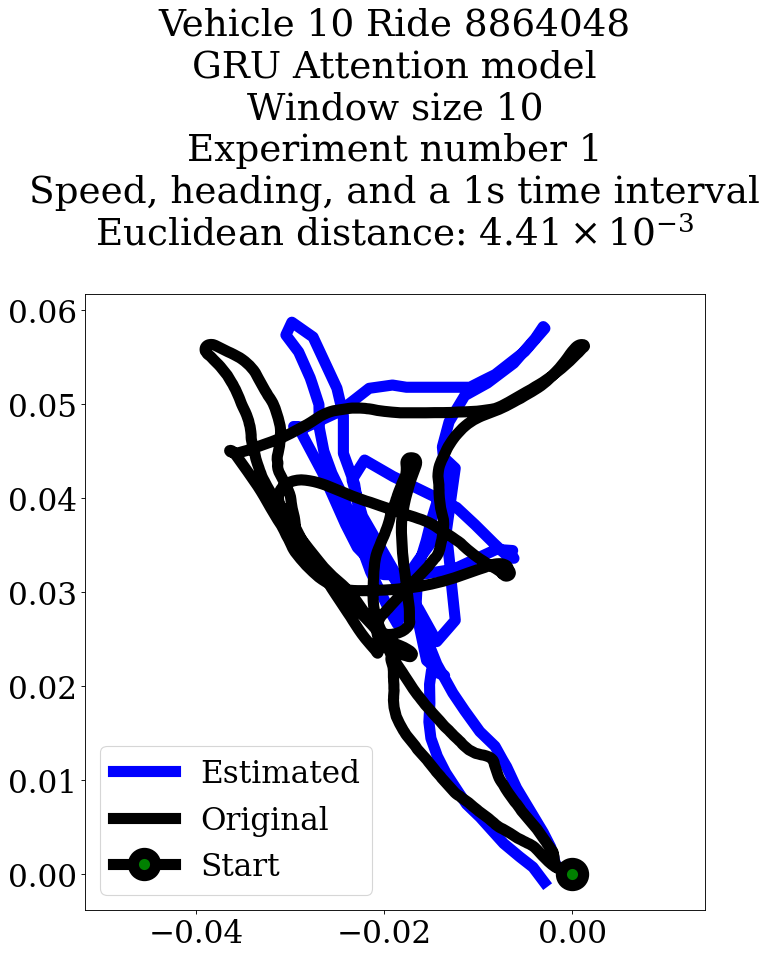 Vehicle 10 Ride 8864048
GRU Attention model
Window size 10
Experiment number 1
Speed, heading, and a 1s time interval
Euclidean distance: 4.41 × 10⁻³
0.06
0.05
0.04
0.03
0.02
0.01
0.00
Estimated
Original
Start
−0.04
−0.02
0.00